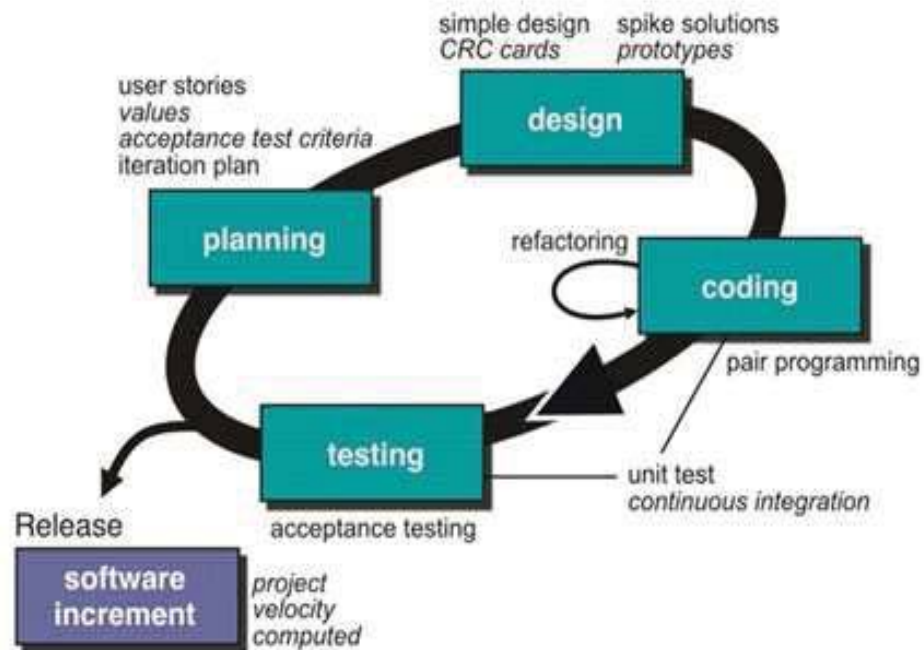 simple design
CRC cards
spike solutions
prototypes
user stories
values
acceptance test criteria
iteration plan
design
planning
refactoring
coding
pair programming
testing
unit test
continuous integration
acceptance testing
Release
software
increment
project
velocity
computed